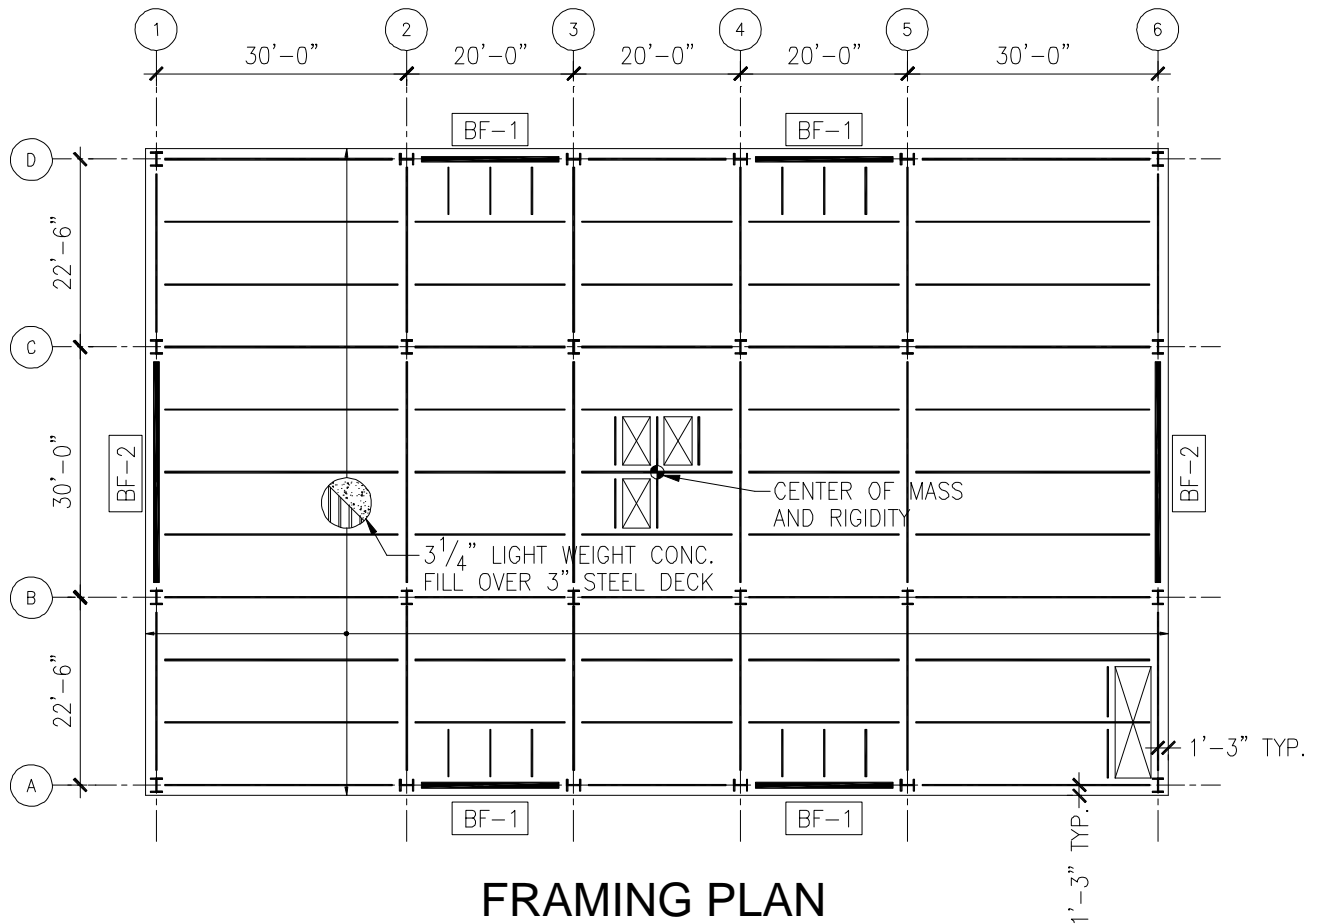 1 2 3 4 5 6
30'-0" 20'-0" 20'-0" 20'-0" 30'-0"
BF-1 BF-1
D
22'-6"
C
30'-0"
BF-2
BF-2
CENTER OF MASS
AND RIGIDITY
3 1/4" LIGHT WEIGHT CONC.
FILL OVER 3" STEEL DECK
B
22'-6"
1'-3" TYP.
A
BF-1 BF-1
1'-3" TYP.
FRAMING PLAN